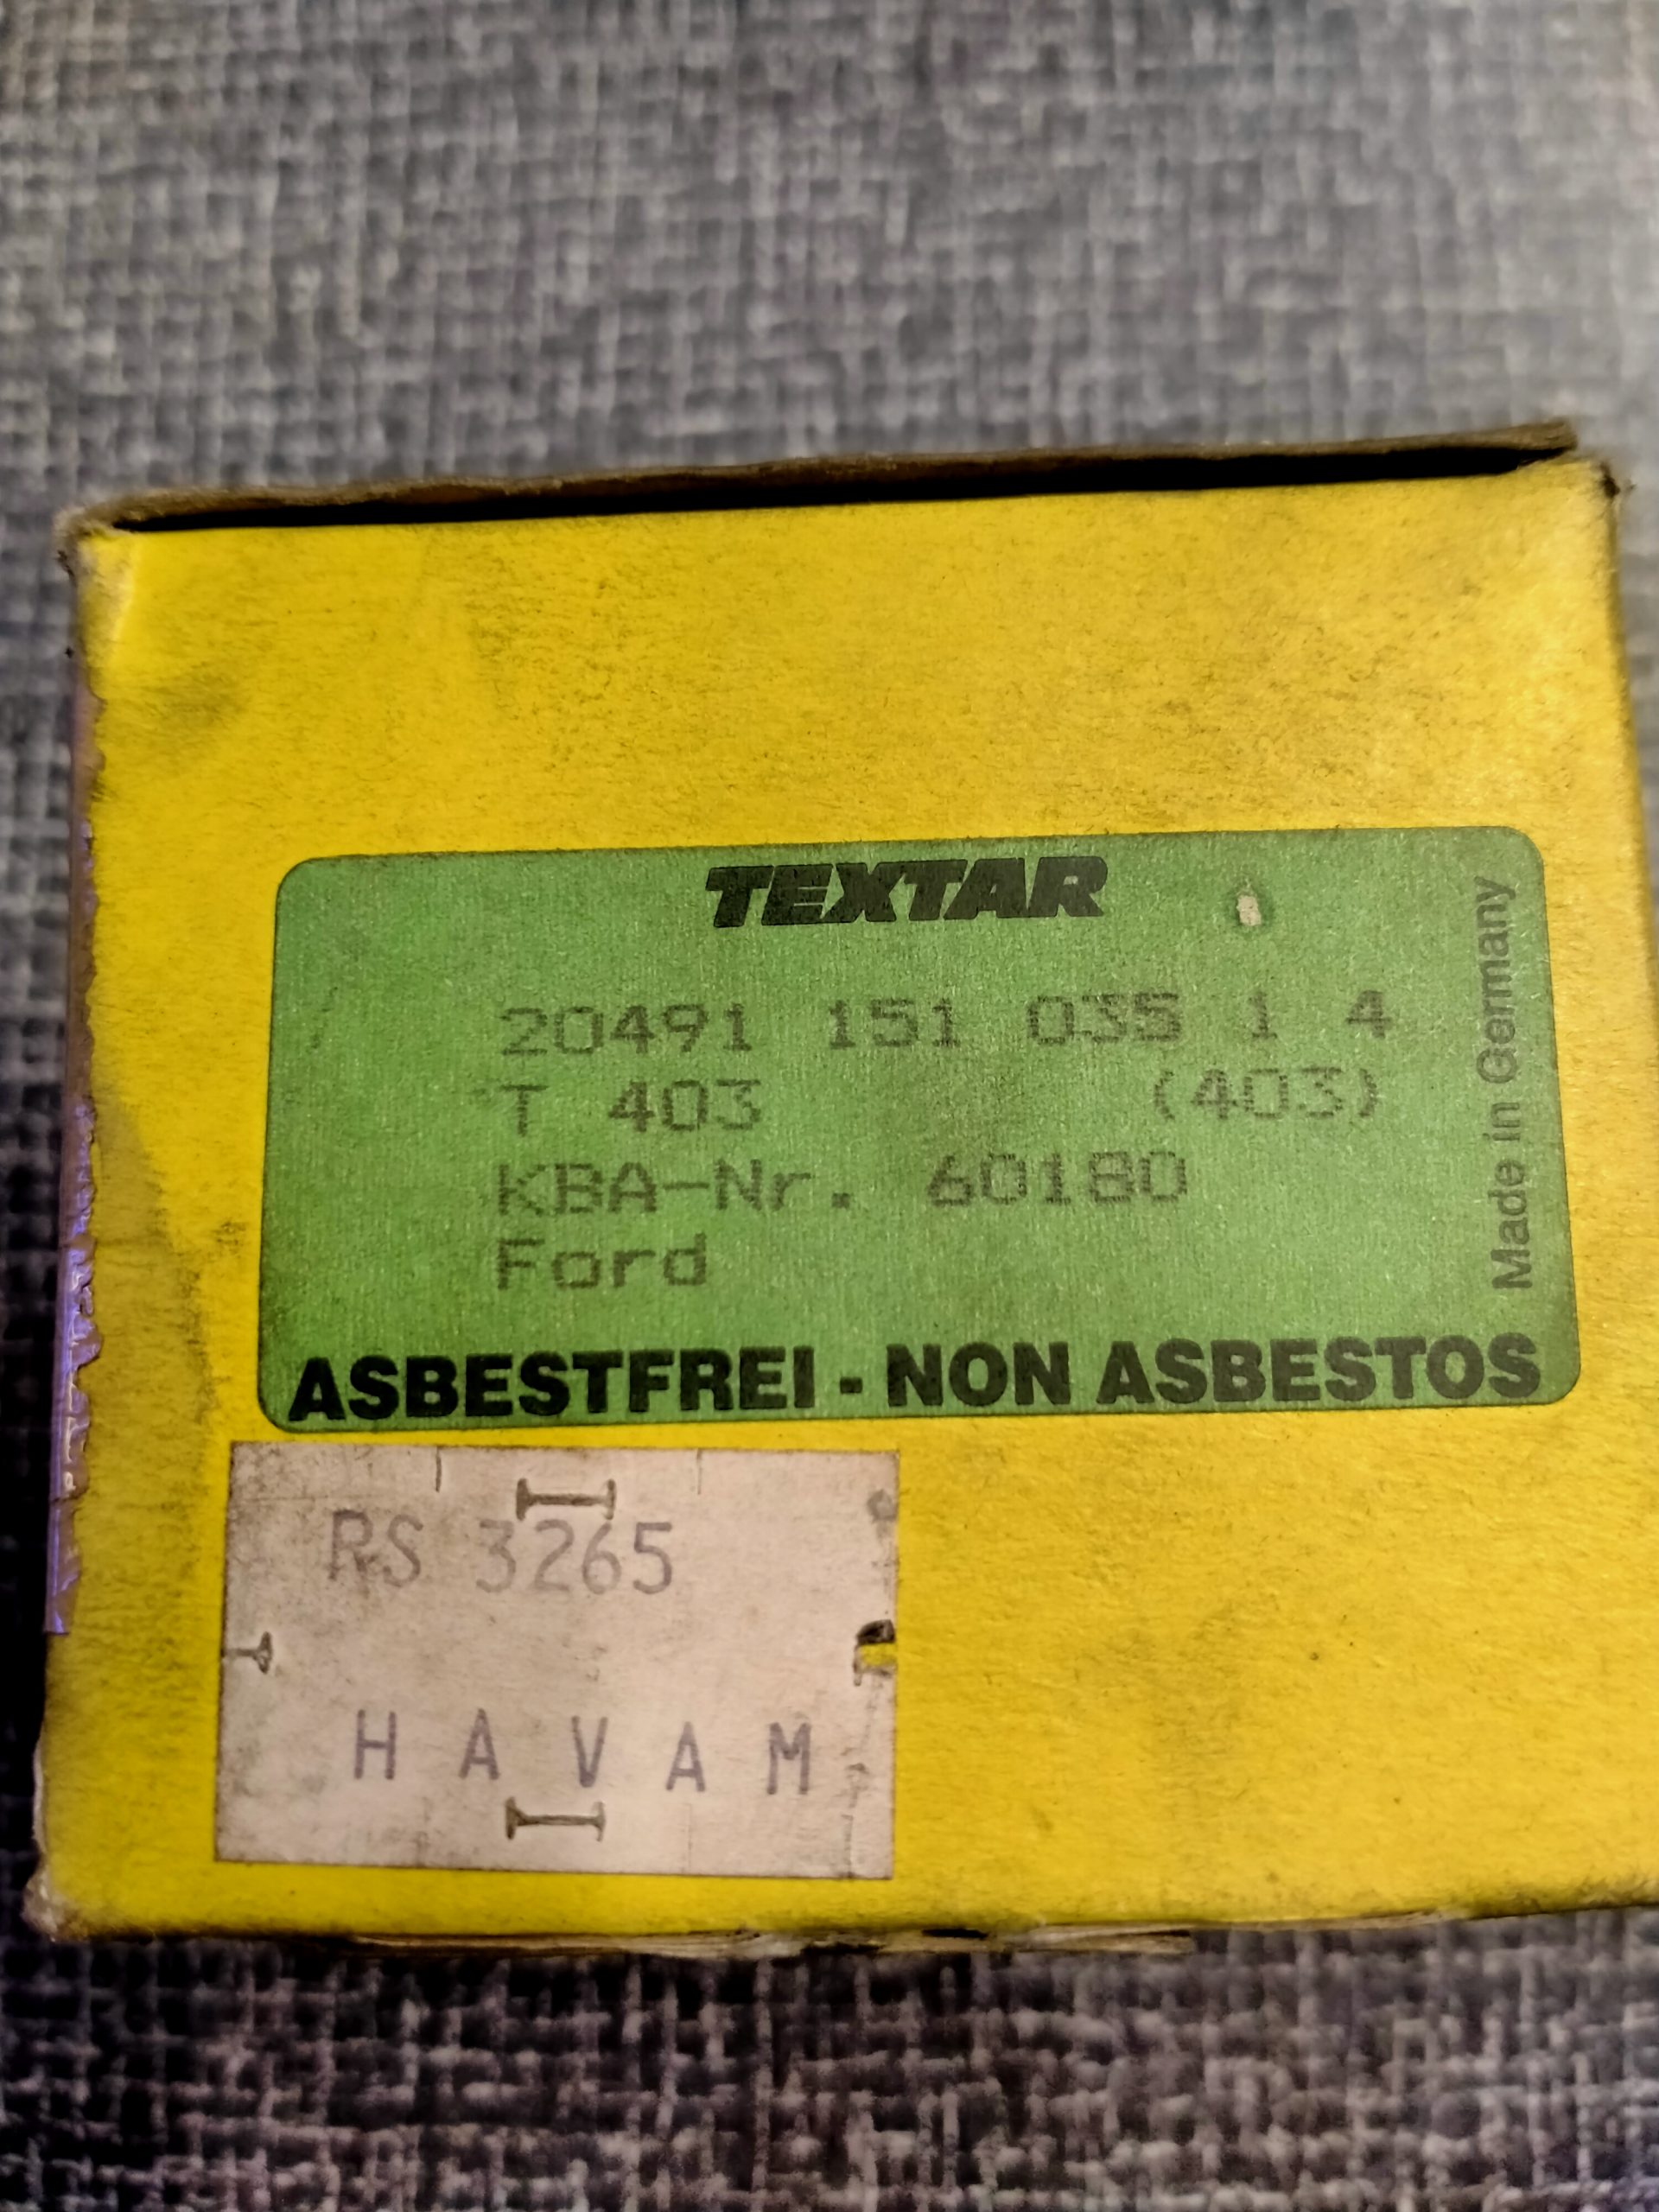 TEXTAR
20491 151 035 1 4
T 403 (403)
KBA-Nr. 60180
Ford
ASBESTFREI - NON ASBESTOS
Made in Germany
RS 3265
H A V A M